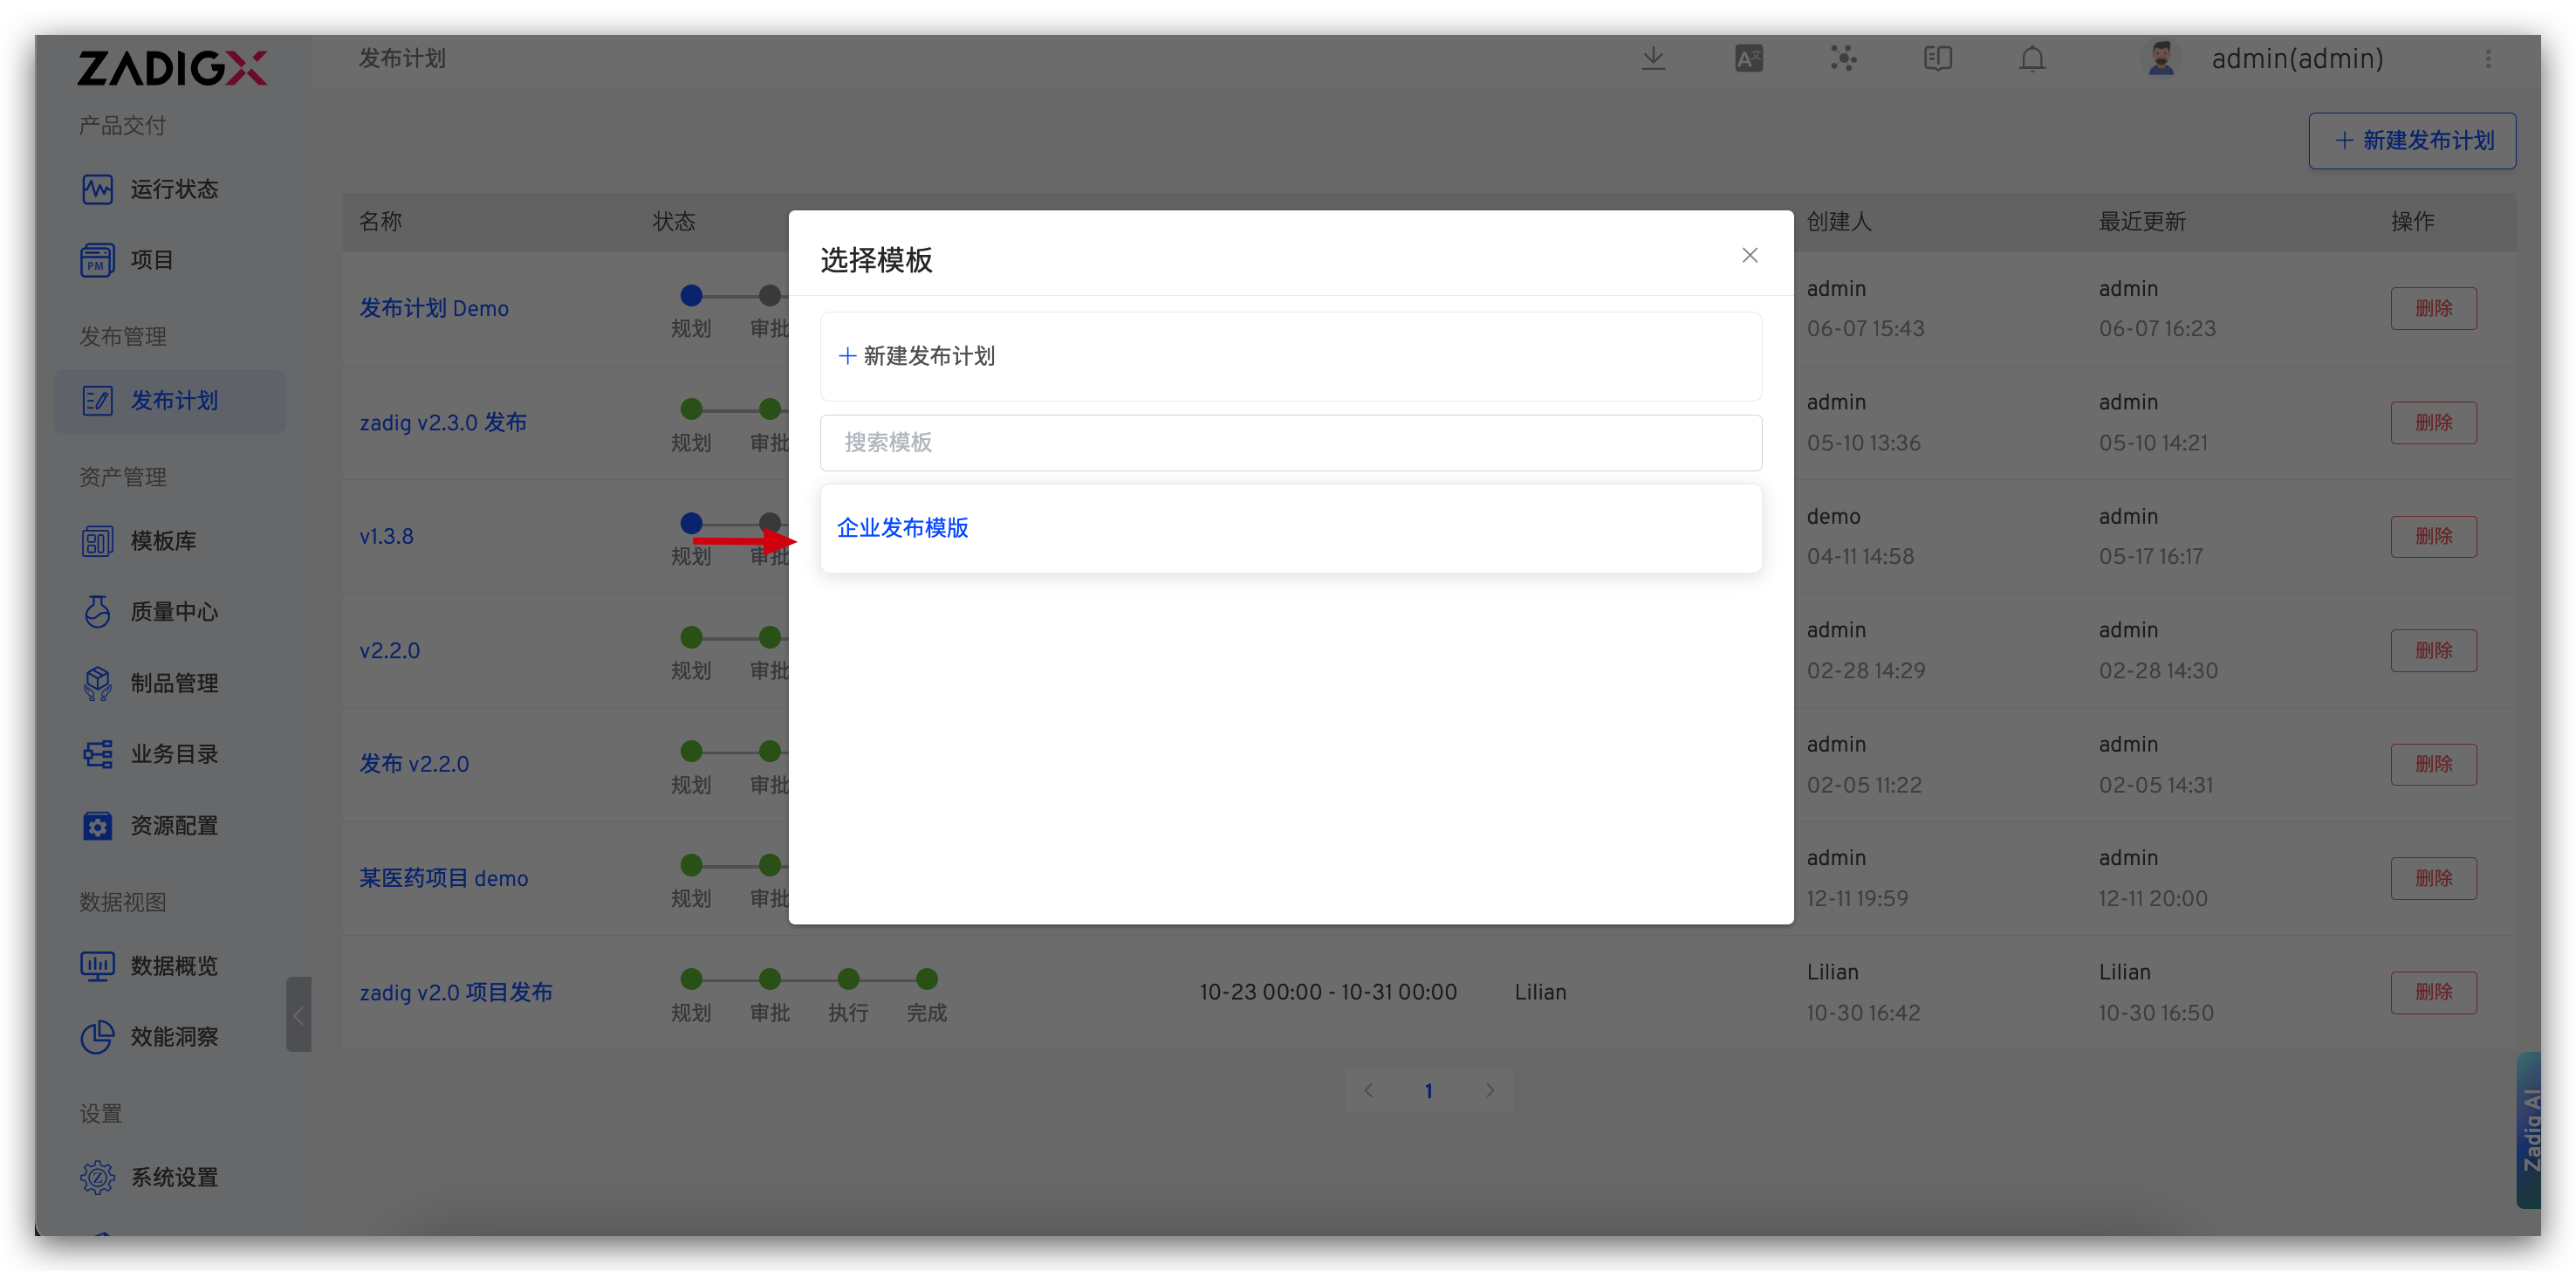 ZADIGX
发布计划
admin(admin)
产品交付
运行状态
项目
发布管理
发布计划
资产管理
模板库
质量中心
制品管理
业务目录
资源配置
数据视图
数据概览
效能洞察
设置
系统设置
+ 新建发布计划
名称 状态 创建人 最近更新 操作
发布计划 Demo 规划 审批 admin 06-07 15:43 admin 06-07 16:23 删除
zadig v2.3.0 发布 规划 审批 admin 05-10 13:36 admin 05-10 14:21 删除
v1.3.8 规划 审批 demo 04-11 14:58 admin 05-17 16:17 删除
v2.2.0 规划 审批 admin 02-28 14:29 admin 02-28 14:30 删除
发布 v2.2.0 规划 审批 admin 02-05 11:22 admin 02-05 14:31 删除
某医药项目 demo 规划 审批 admin 12-11 19:59 admin 12-11 20:00 删除
zadig v2.0 项目发布 规划 审批 执行 完成 10-23 00:00 - 10-31 00:00 Lilian Lilian 10-30 16:42 Lilian 10-30 16:50 删除
1
选择模板
+ 新建发布计划
搜索模板
企业发布模版
Zadig AI